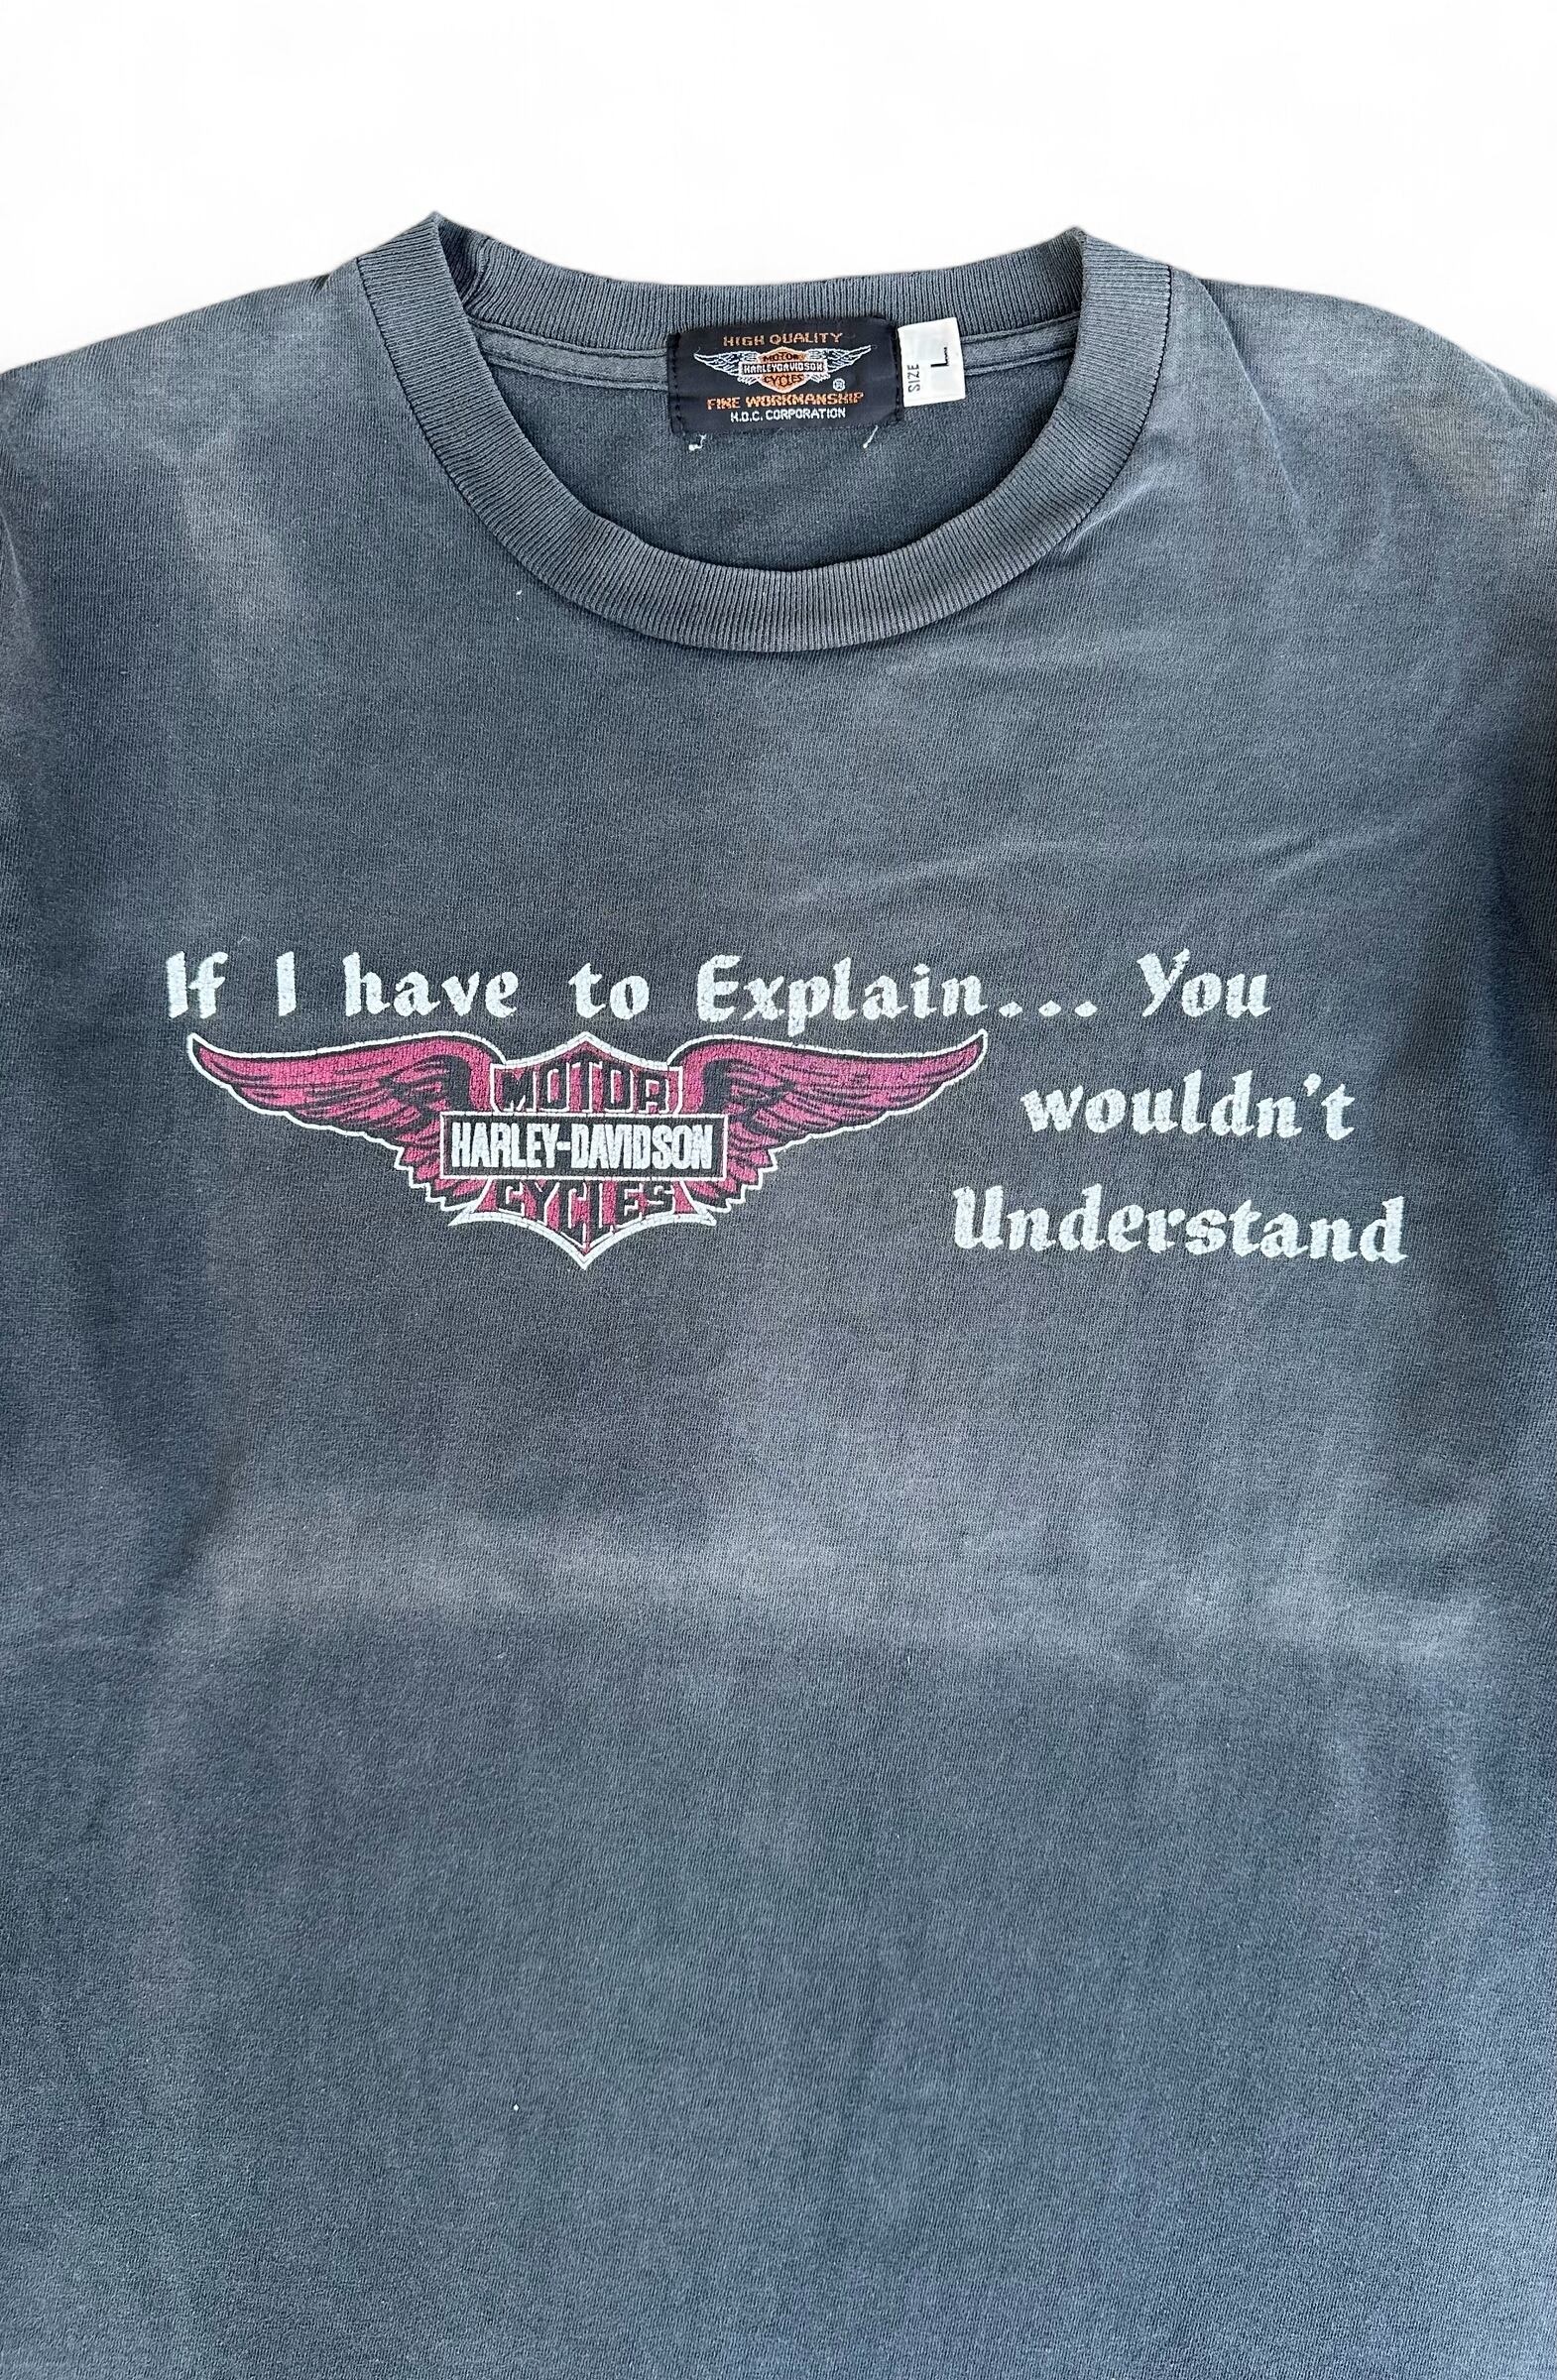 HIGH QUALITY
MOTOR
HARLEY-DAVIDSON
CYCLES
®
FINE WORKMANSHIP
H.D.C. CORPORATION
SIZE L
If I have to Explain... You
wouldn't
Understand
MOTOR
HARLEY-DAVIDSON
CYCLES